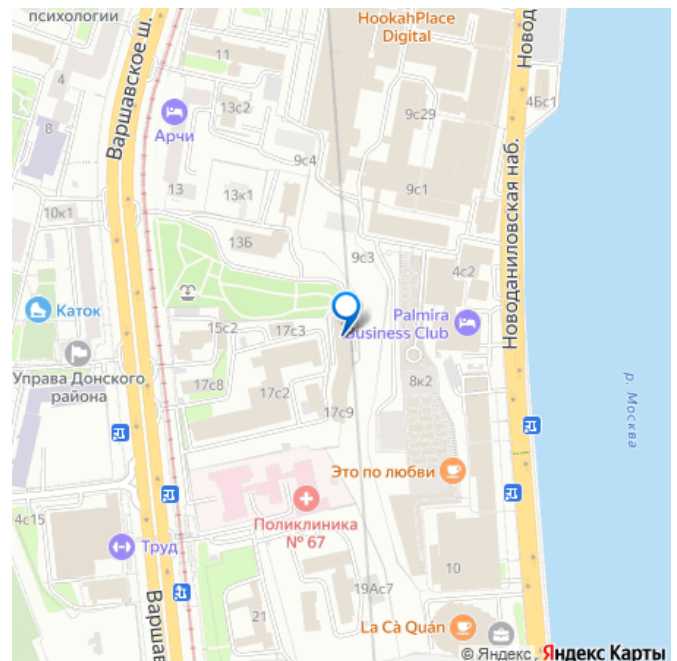 психологии
HookahPlace
Digital
Новод
4
11
Варшавское ш.
13с2
9с29
4Бс1
Арчи
8
9с4
Новоданиловская наб.
13
13к1
9с1
10к1
13Б
9с3
4с2
Каток
Palmira
Business Club
15с2
17с3
Управа Донского
района
17с8
17с2
8к2
р. Москва
17с9
Это по любви
4с15
Поликлиника
№ 67
Труд
10
19Ас7
Варшав
21
La Cà Quán
© Яндекс
Яндекс Карты